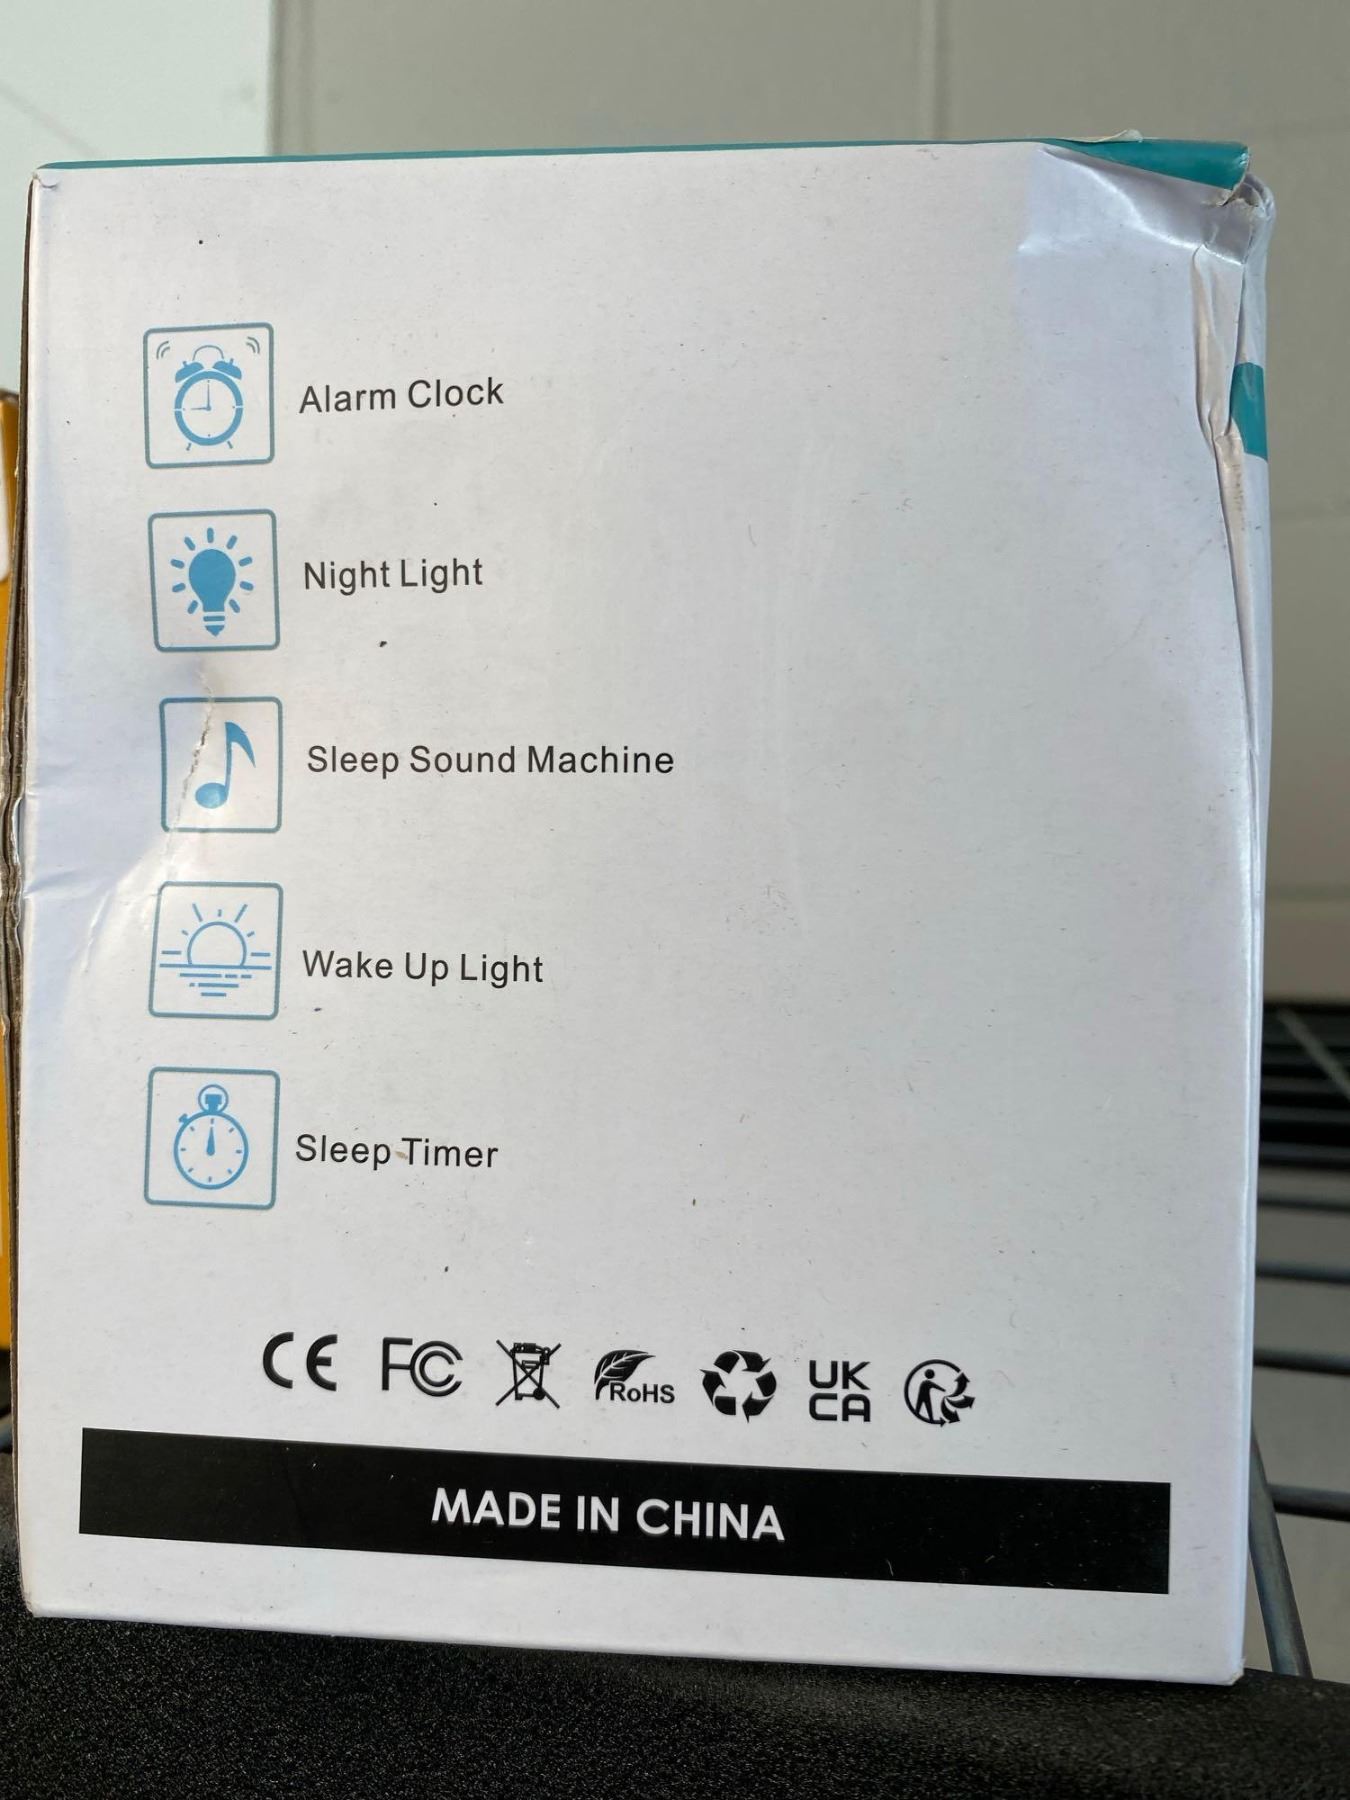 Alarm Clock
Night Light
Sleep Sound Machine
Wake Up Light
Sleep Timer
CE FC RoHS UK
CA
MADE IN CHINA